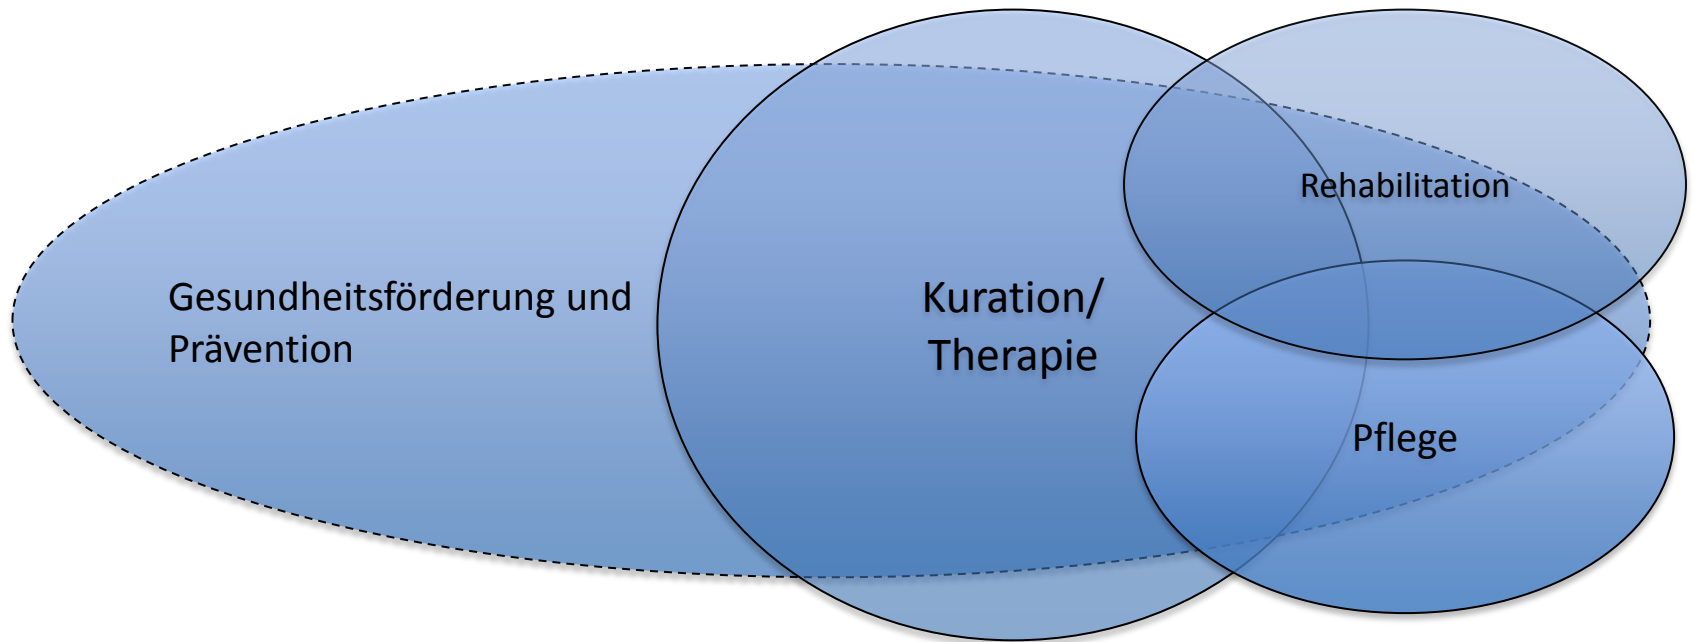 Gesundheitsförderung und
Prävention
Kuration/
Therapie
Rehabilitation
Pflege